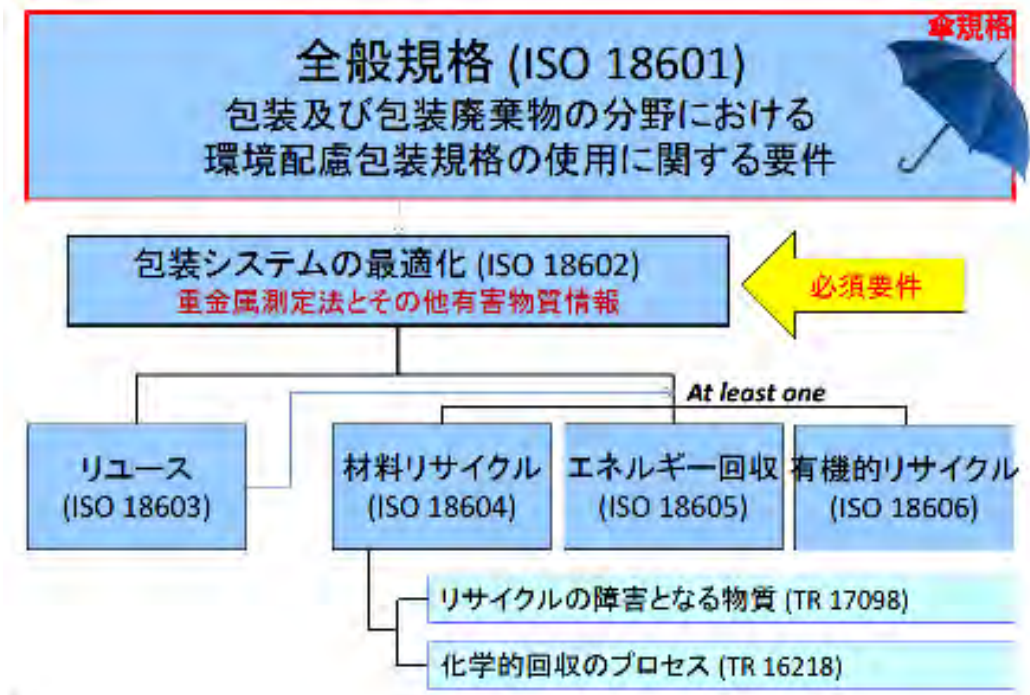 傘規格
全般規格 (ISO 18601)
包装及び包装廃棄物の分野における
環境配慮包装規格の使用に関する要件
包装システムの最適化 (ISO 18602)
重金属測定法とその他有害物質情報
必須要件
At least one
リユース
(ISO 18603)
材料リサイクル
(ISO 18604)
エネルギー回収
(ISO 18605)
有機的リサイクル
(ISO 18606)
リサイクルの障害となる物質 (TR 17098)
化学的回収のプロセス (TR 16218)